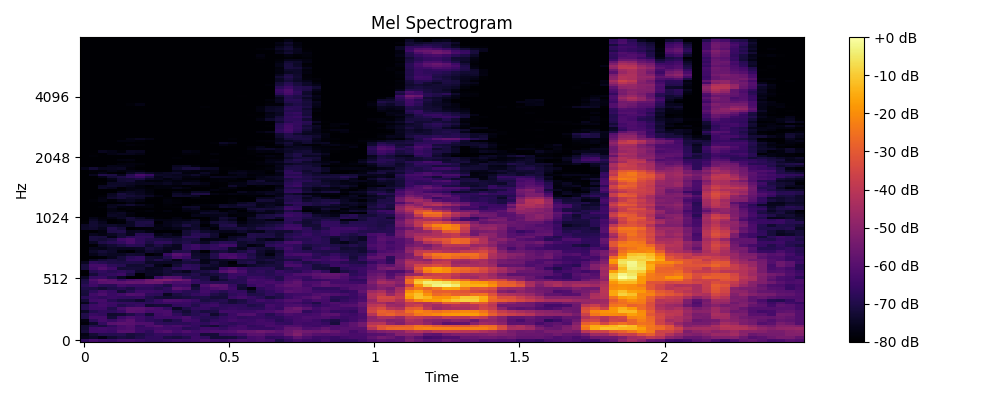 Mel Spectrogram
Hz
4096
2048
1024
512
0
0
0.5
1
1.5
2
Time
+0 dB
-10 dB
-20 dB
-30 dB
-40 dB
-50 dB
-60 dB
-70 dB
-80 dB